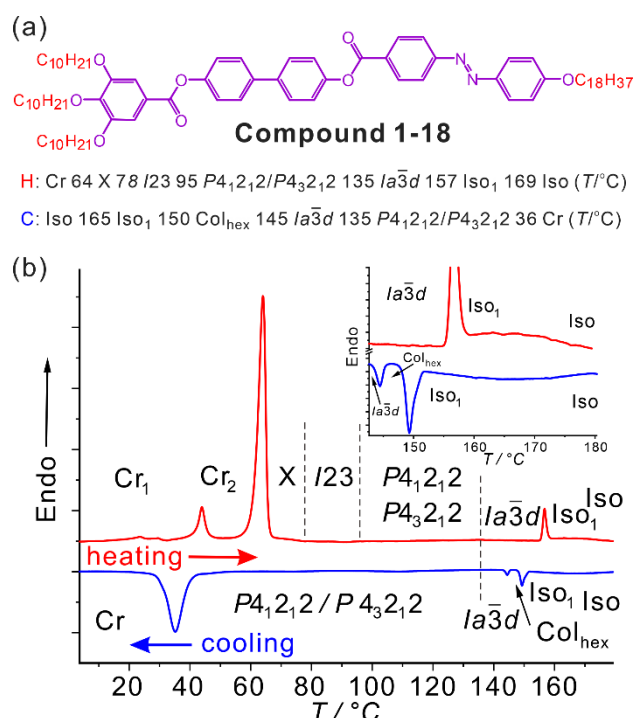 (a)
C₁₀H₂₁O
C₁₀H₂₁O
C₁₀H₂₁O
O
O
O
O
N
N
OC₁₈H₃₇
Compound 1-18
H: Cr 64 X 78 I23 95 P4₁2₁2/P4₃2₁2 135 Ia3̅d 157 Iso₁ 169 Iso (T/°C)
C: Iso 165 Iso₁ 150 Colₕₑₓ 145 Ia3̅d 135 P4₁2₁2/P4₃2₁2 36 Cr (T/°C)
(b)
Endo
Cr₁
Cr₂
X
I23
P4₁2₁2
P4₃2₁2
Ia3̅d
Iso₁
Iso
heating
P4₁2₁2 / P 4₃2₁2
Ia3̅d
Iso₁
Iso
Colₕₑₓ
Cr
cooling
20 40 60 80 100 120 140 160
T / °C
Endo
Ia3̅d
Iso₁
Iso
Colₕₑₓ
Ia3̅d
Iso₁
Iso
150 160 170 180
T / °C